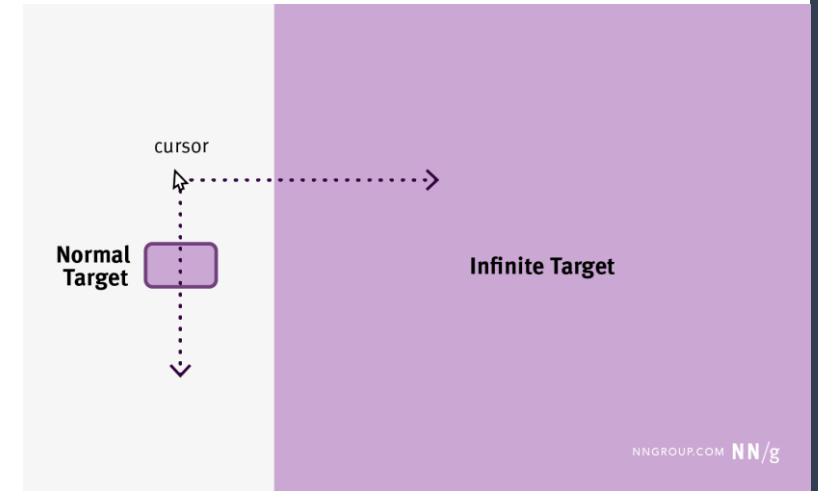 cursor
Normal
Target
Infinite Target
NNGROUP.COM NN/g